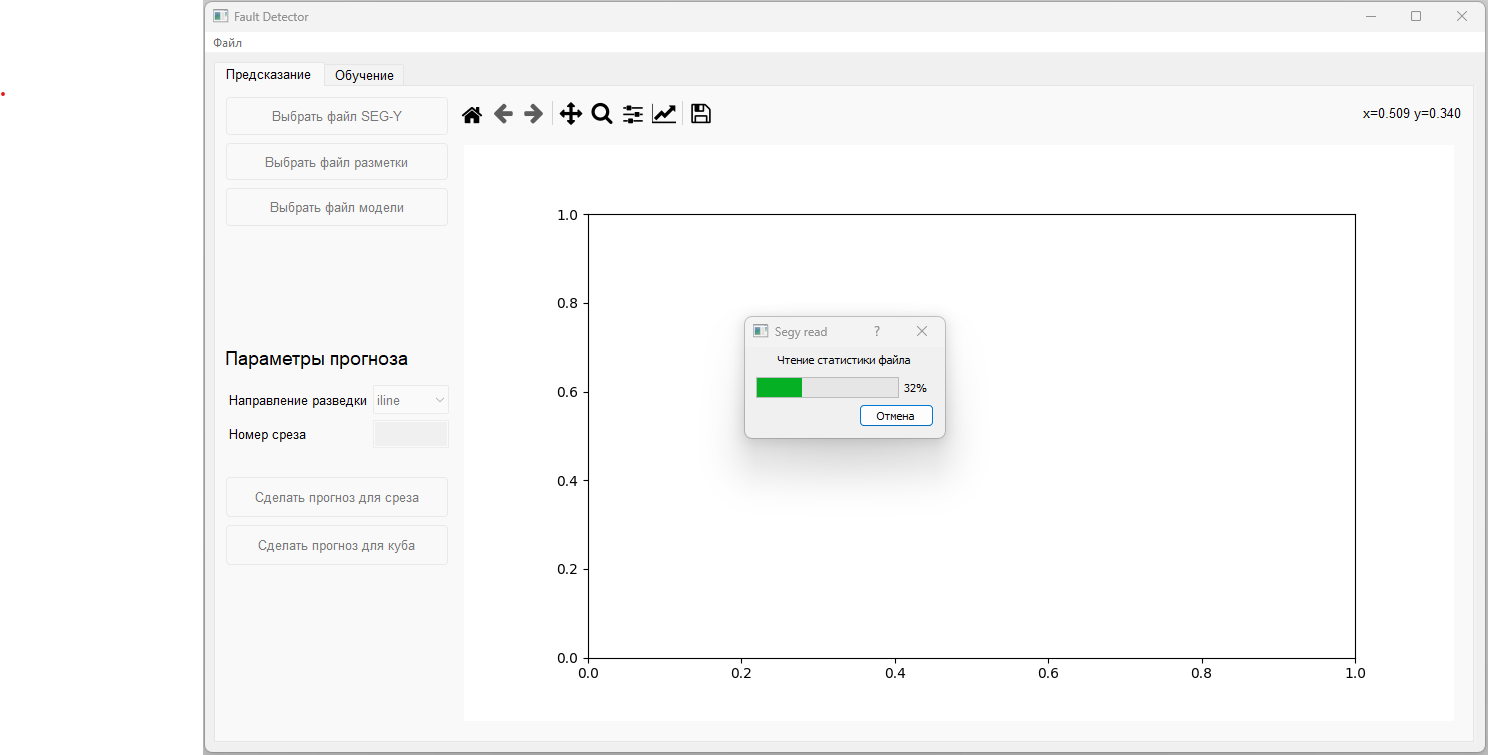 Fault Detector
Файл
Предсказание
Обучение
Выбрать файл SEG-Y
Выбрать файл разметки
Выбрать файл модели
x=0.509 y=0.340
Параметры прогноза
Направление разведки
iline
Номер среза
Сделать прогноз для среза
Сделать прогноз для куба
1.0
0.8
0.6
0.4
0.2
0.0
0.0 0.2 0.4 0.6 0.8 1.0
Segy read ?
Чтение статистики файла
32%
Отмена